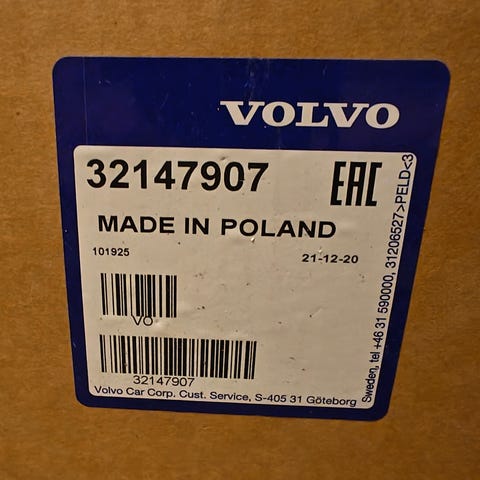 VOLVO
32147907
EAC
MADE IN POLAND
101925
21-12-20
VO
32147907
Volvo Car Corp. Cust. Service, S-405 31 Göteborg
Sweden, tel +46 31 590000, 31206527>PELD<3